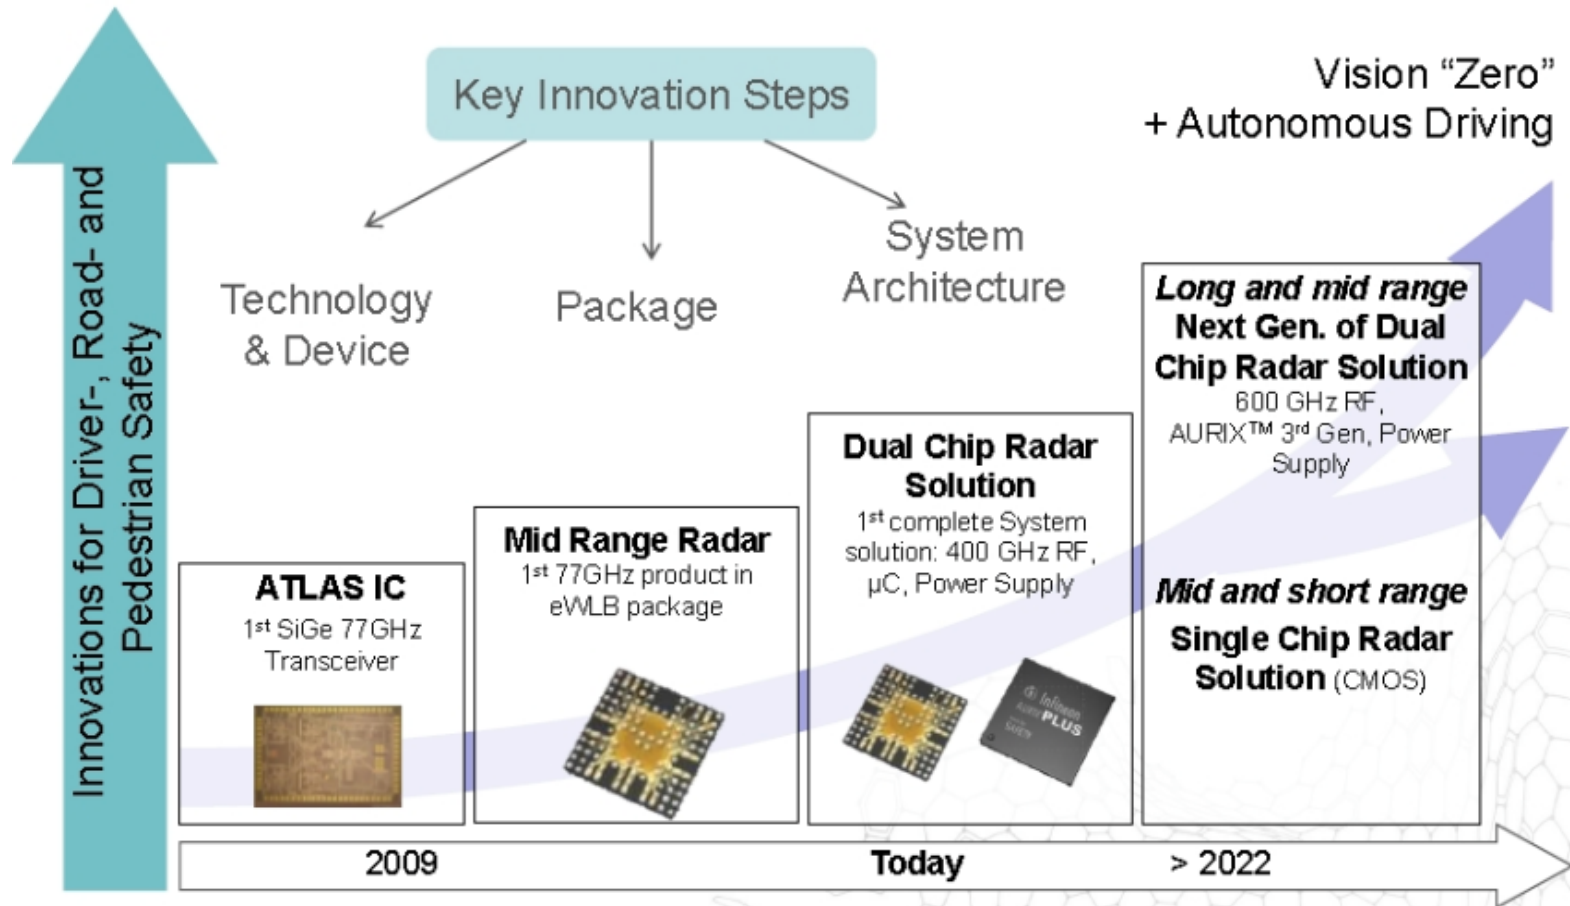 Key Innovation Steps
Vision “Zero”
+ Autonomous Driving
Innovations for Driver-, Road- and
Pedestrian Safety
Technology
& Device
Package
System
Architecture
ATLAS IC
1st SiGe 77GHz
Transceiver
Mid Range Radar
1st 77GHz product in
eWLB package
Dual Chip Radar
Solution
1st complete System
solution: 400 GHz RF,
µC, Power Supply
Infineon
AURIX PLUS
SAFETY
Long and mid range
Next Gen. of Dual
Chip Radar Solution
600 GHz RF,
AURIX™ 3rd Gen, Power
Supply
Mid and short range
Single Chip Radar
Solution (CMOS)
2009
Today
> 2022